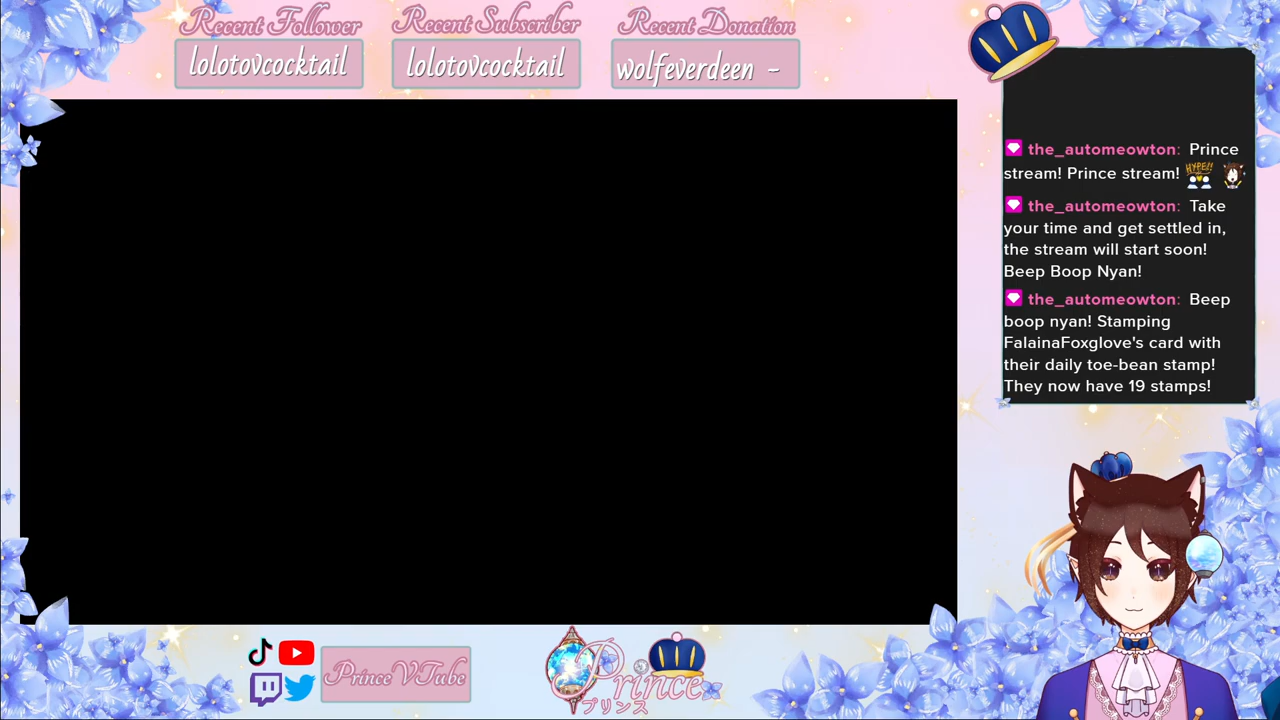 Recent Follower
Recent Subscriber
Recent Donation
lolotovcocktail
lolotovcocktail
wolfeverdeen -
the_automeowton: Prince
stream! Prince stream! HYPE!!
the_automeowton: Take
your time and get settled in,
the stream will start soon!
Beep Boop Nyan!
the_automeowton: Beep
boop nyan! Stamping
FalainaFoxglove's card with
their daily toe-bean stamp!
They now have 19 stamps!
PrinceVTube
Prince
プリンス